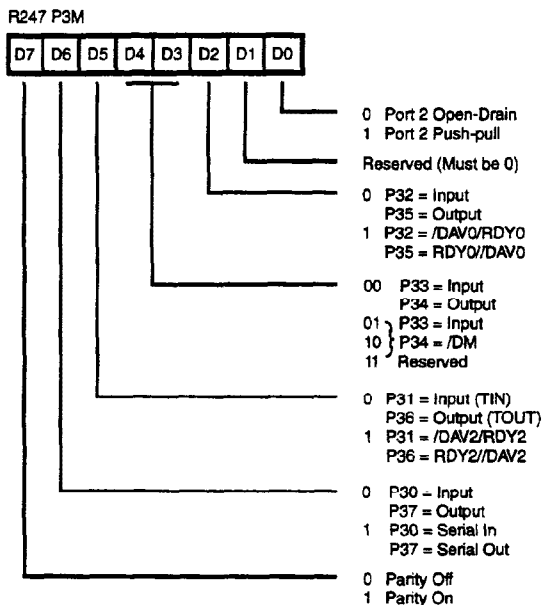 R247 P3M
D7 D6 D5 D4 D3 D2 D1 D0
0 Port 2 Open-Drain
1 Port 2 Push-pull
Reserved (Must be 0)
0 P32 = Input
P35 = Output
1 P32 = /DAV0/RDY0
P35 = RDY0//DAV0
00 P33 = Input
P34 = Output
01 P33 = Input
10 } P34 = /DM
11 Reserved
0 P31 = Input (TIN)
P36 = Output (TOUT)
1 P31 = /DAV2/RDY2
P36 = RDY2//DAV2
0 P30 = Input
P37 = Output
1 P30 = Serial In
P37 = Serial Out
0 Parity Off
1 Parity On